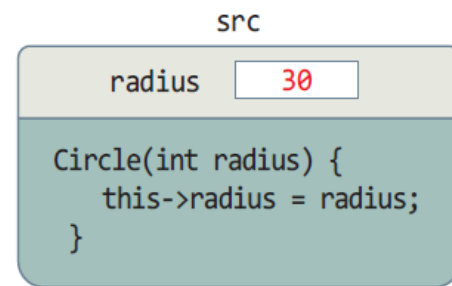 src
radius 30
Circle(int radius) {
this->radius = radius;
}